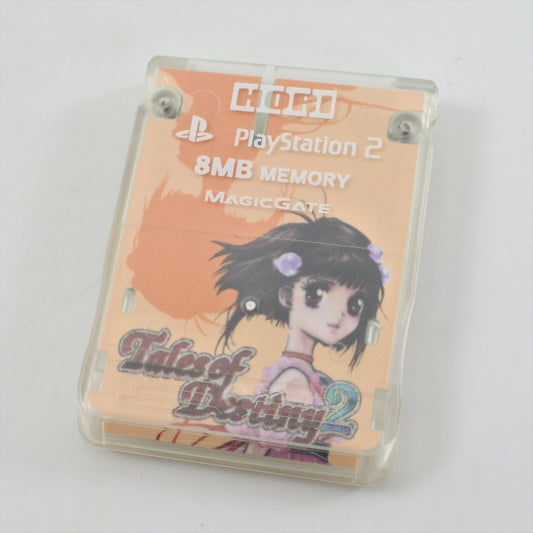 HORI
PlayStation 2
8MB MEMORY
MAGICGATE
Tales of
Destiny 2